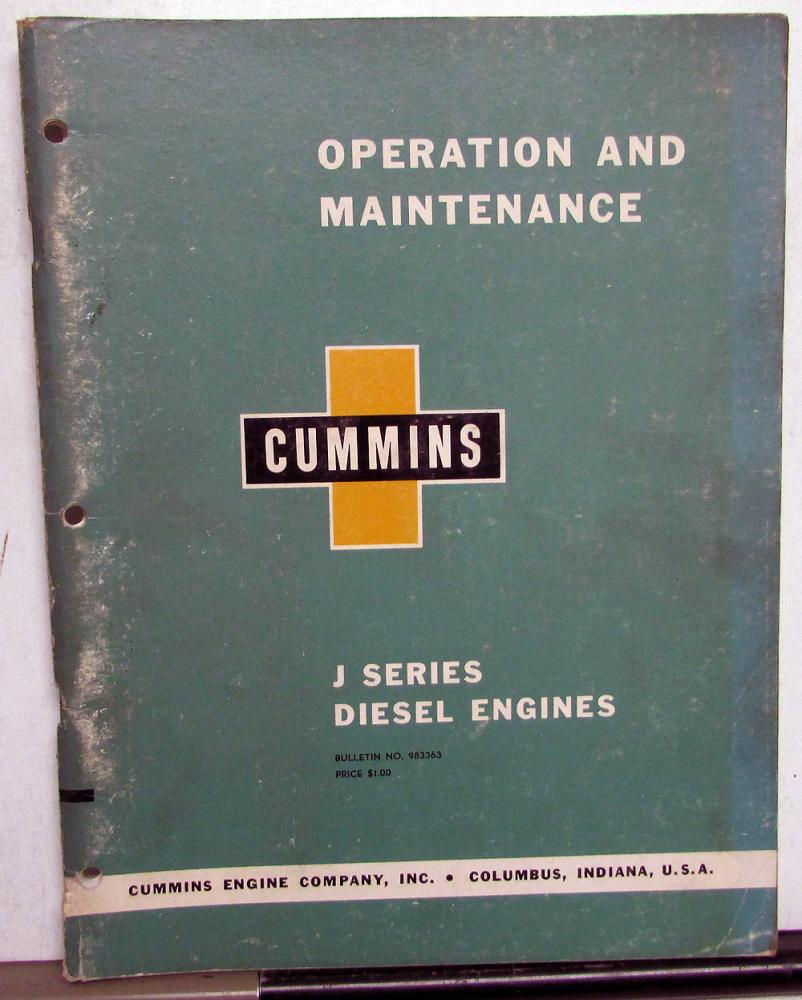 OPERATION AND
MAINTENANCE
CUMMINS
J SERIES
DIESEL ENGINES
BULLETIN NO. 983363
PRICE $1.00
CUMMINS ENGINE COMPANY, INC. • COLUMBUS, INDIANA, U.S.A.